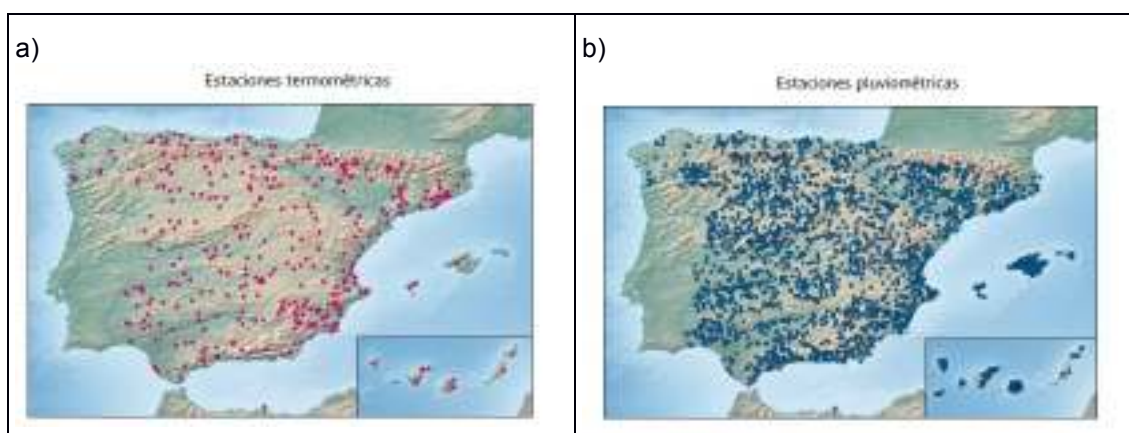 a)
Estaciones termométricas
b)
Estaciones pluviométricas